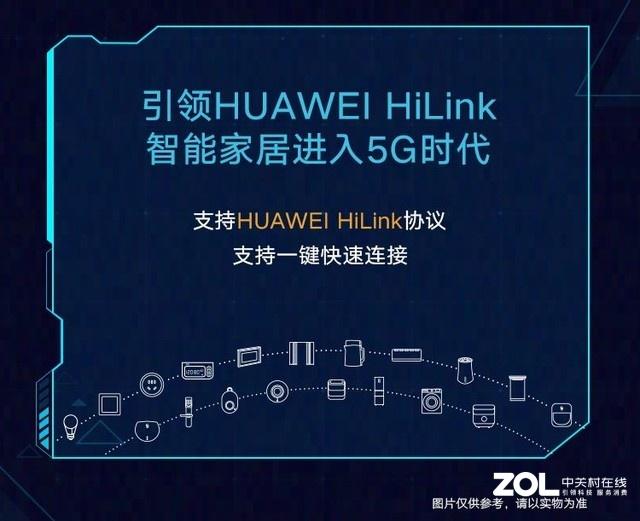 引领HUAWEI HiLink
智能家居进入5G时代
支持HUAWEI HiLink协议
支持一键快速连接
ZOL 中关村在线
引领科技 服务消费
图片仅供参考，请以实物为准